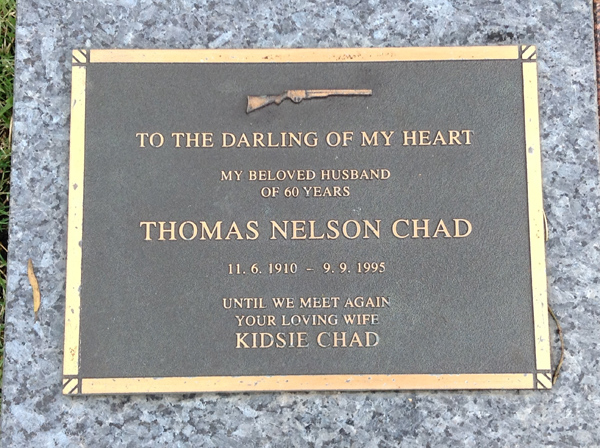 TO THE DARLING OF MY HEART
MY BELOVED HUSBAND
OF 60 YEARS
THOMAS NELSON CHAD
11. 6. 1910 – 9. 9. 1995
UNTIL WE MEET AGAIN
YOUR LOVING WIFE
KIDSIE CHAD